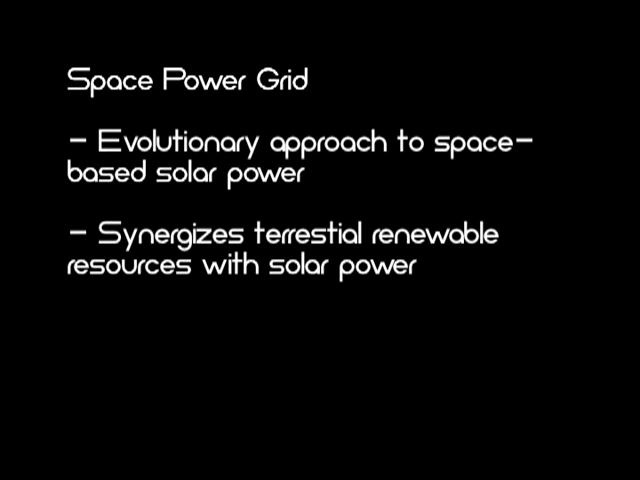 Space Power Grid
- Evolutionary approach to space-
based solar power
- Synergizes terrestial renewable
resources with solar power